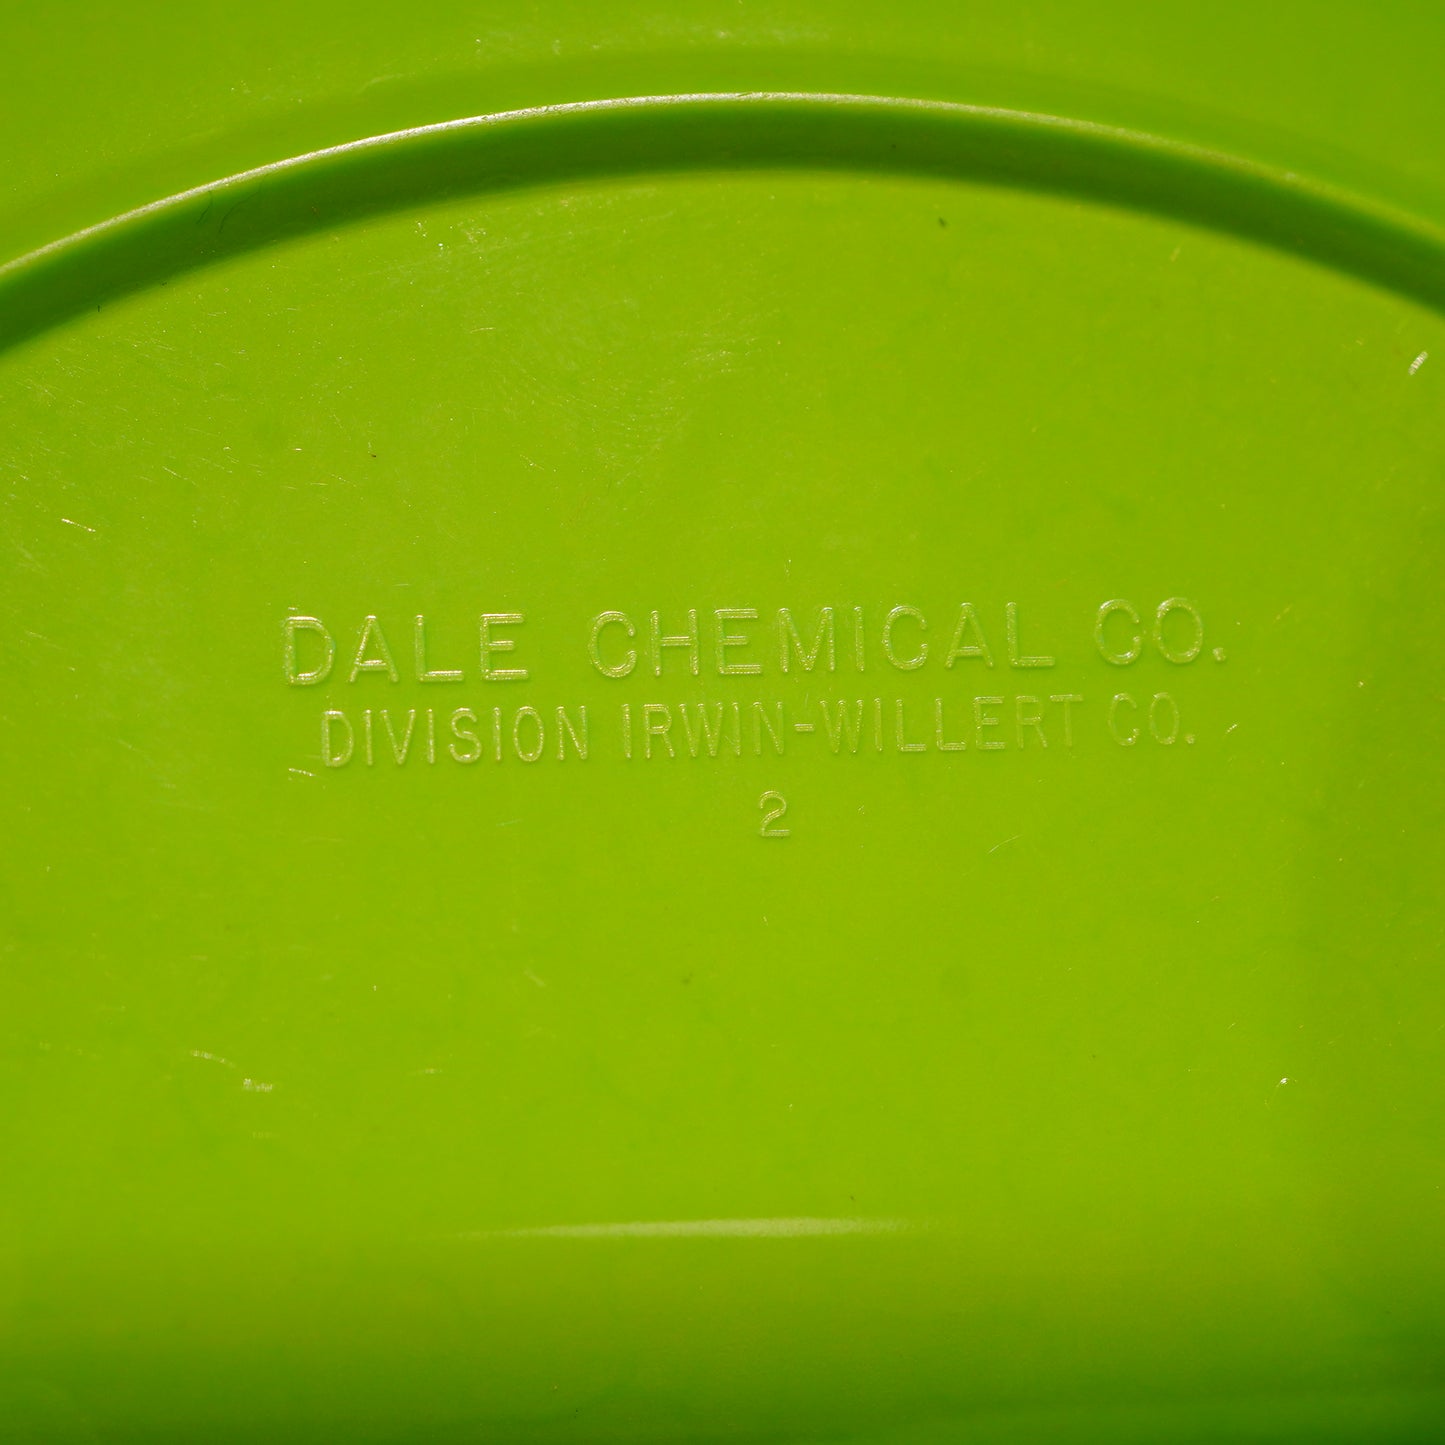 DALE CHEMICAL CO.
DIVISION IRWIN-WILLERT CO.
2